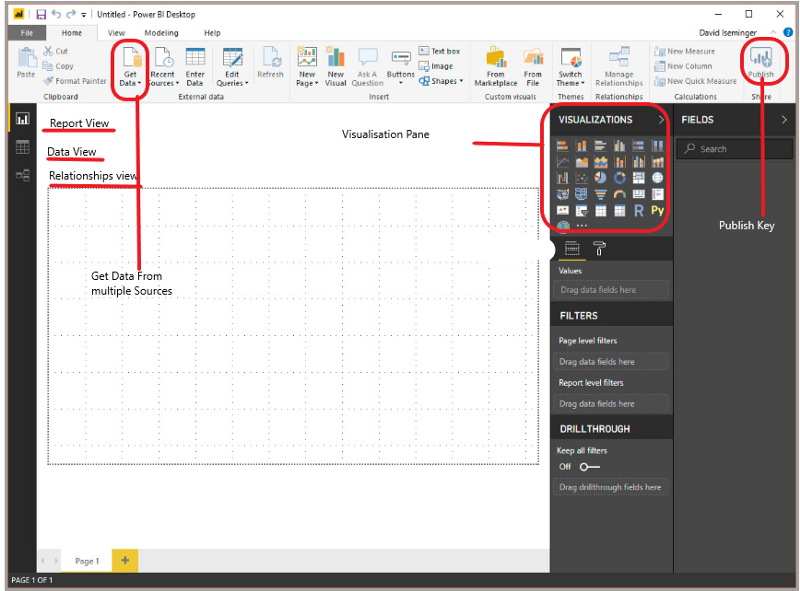 Untitled - Power BI Desktop
File Home View Modeling Help David Iseminger
Paste
Cut
Copy
Format Painter
Clipboard
Get
Data
Recent
Sources
Enter
Data
Edit
Queries
Refresh
External data
New
Page
New
Visual
Ask A
Question
Buttons
Text box
Image
Shapes
Insert
From
Marketplace
From
File
Custom visuals
Switch
Theme
Themes
Manage
Relationships
Relationships
New Measure
New Column
New Quick Measure
Calculations
Publish
Share
Report View
Data View
Relationships view
Visualisation Pane
Get Data From
multiple Sources
VISUALIZATIONS
R Py
Values
Drag data fields here
FILTERS
Page level filters
Drag data fields here
Report level filters
Drag data fields here
DRILLTHROUGH
Keep all filters
Off
Drag drillthrough fields here
FIELDS
Search
Publish Key
Page 1
PAGE 1 OF 1